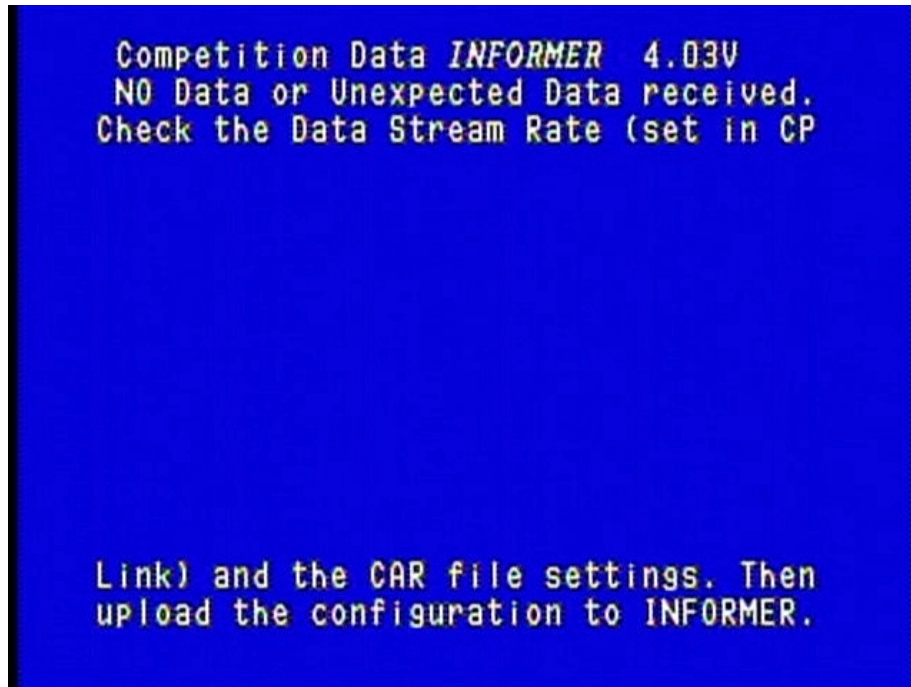 Competition Data INFORMER 4.03V
NO Data or Unexpected Data received.
Check the Data Stream Rate (set in CP
Link) and the CAR file settings. Then
upload the configuration to INFORMER.